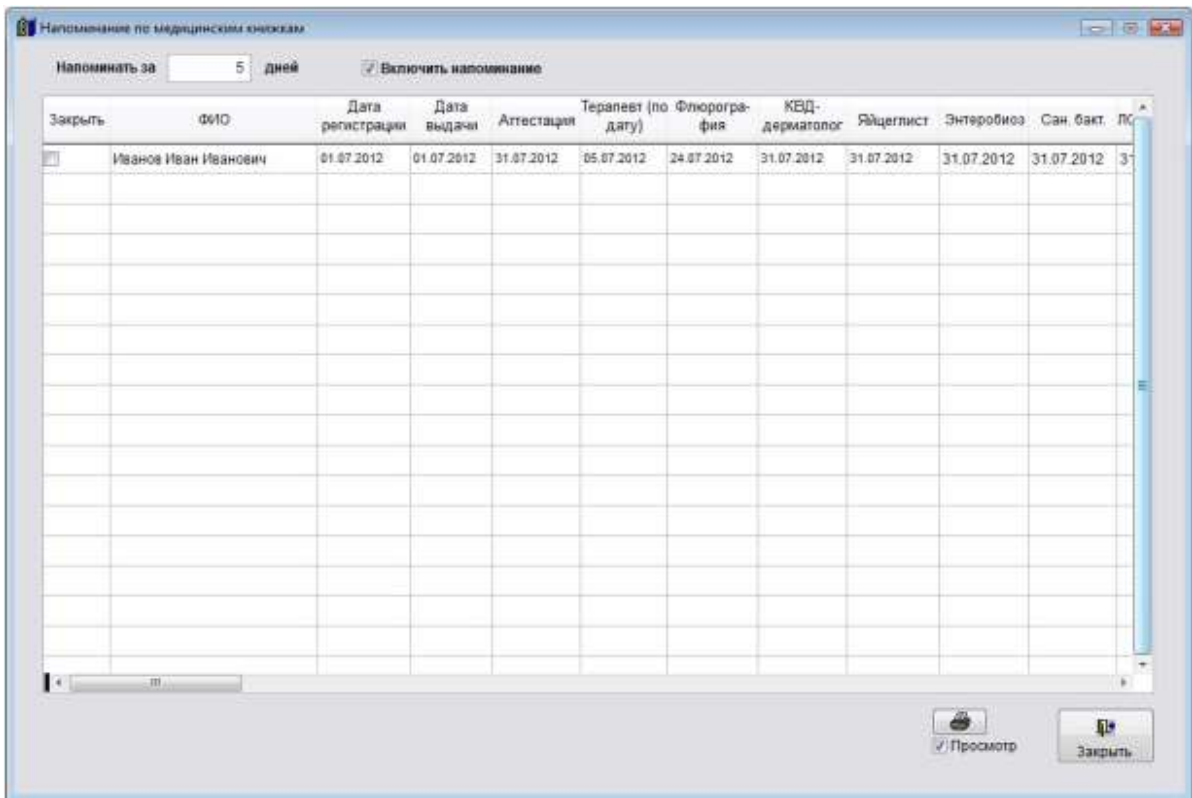 Напоминание по медицинским книжкам
Напоминать за 5 дней Включить напоминание
Закрыть ФИО Дата регистрации Дата выдачи Аттестация Терапевт (по дату) Флюорогра-фия КВД-дерматолог Яйцеглист Энтеробиоз Сан. бакт.
Иванов Иван Иванович 01.07.2012 01.07.2012 31.07.2012 05.07.2012 24.07.2012 31.07.2012 31.07.2012 31.07.2012 31.07.2012 31
Просмотр
Закрыть